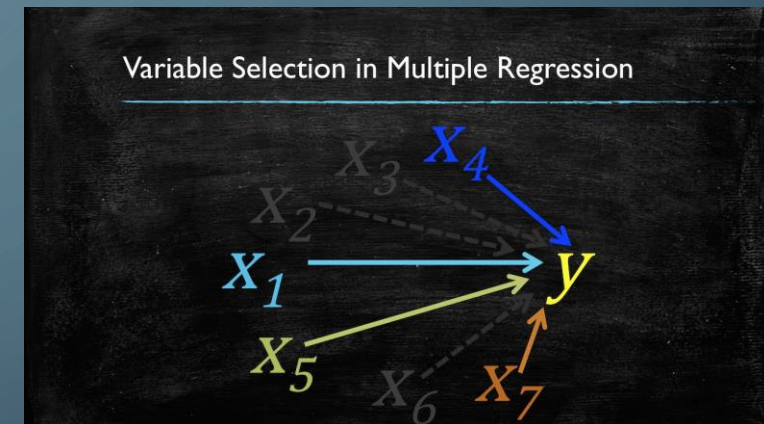 Variable Selection in Multiple Regression
X₃ X₄
X₂
X₁ y
X₅
X₆ X₇